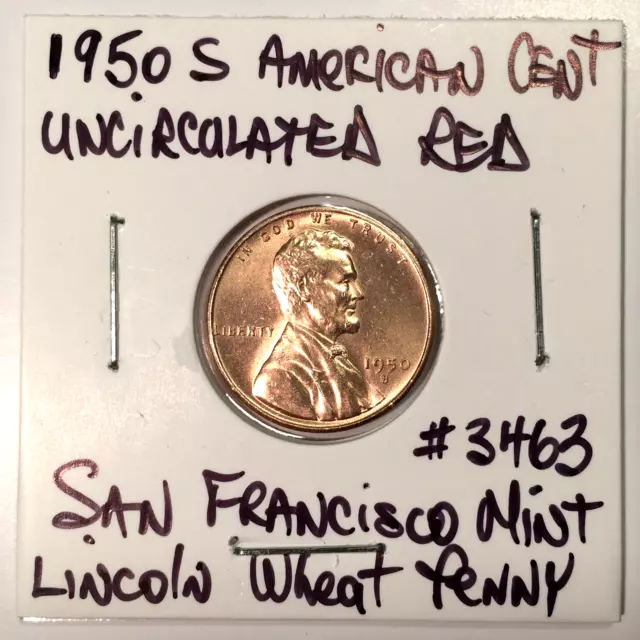 1950 S AMERICAN CENT
UNCIRCULATED RED
IN GOD WE TRUST
LIBERTY
1950
S
#3463
SAN FRANCISCO MINT
LINCOLN WHEAT PENNY